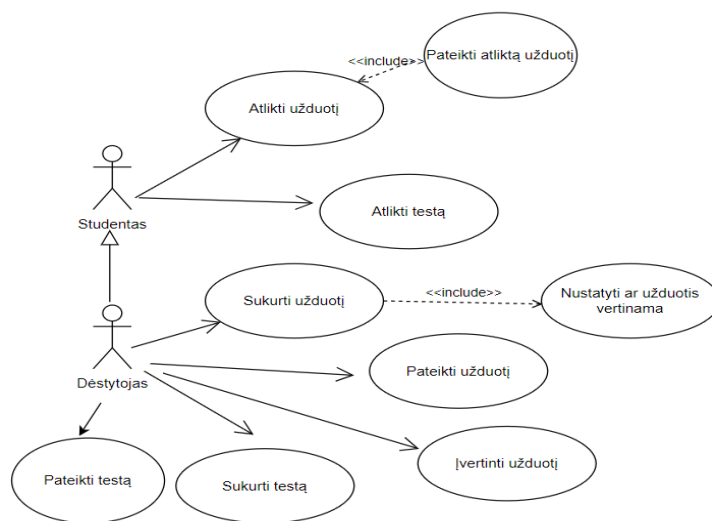 Pateikti atliktą užduotį
<<include>>
Atlikti užduotį
Studentas
Atlikti testą
Sukurti užduotį
<<include>>
Nustatyti ar užduotis
vertinama
Dėstytojas
Pateikti užduotį
Pateikti testą
Sukurti testą
Įvertinti užduotį